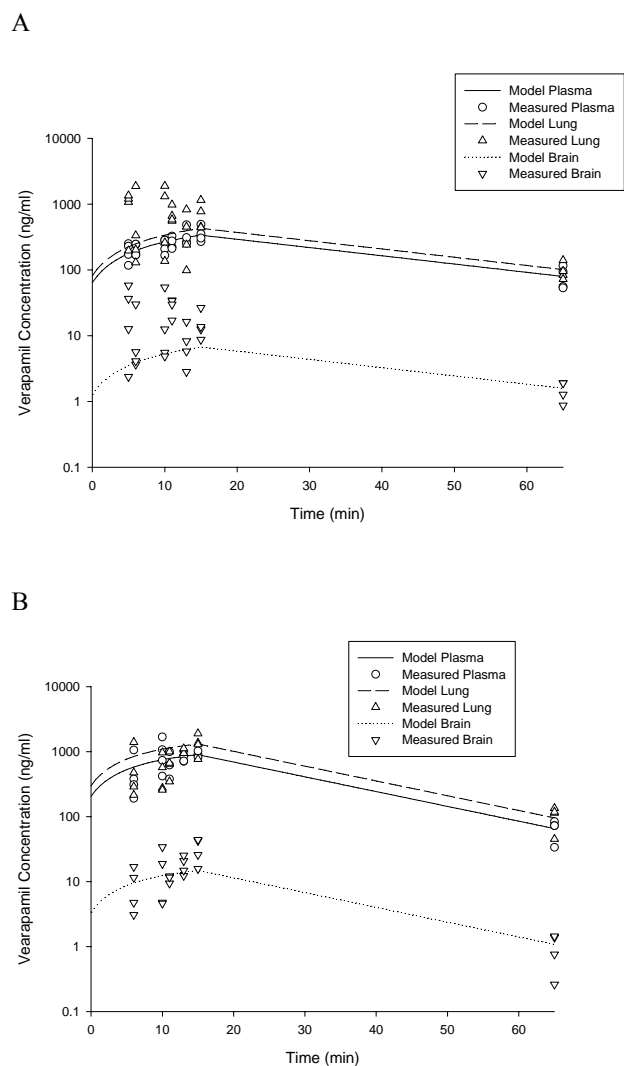 A
Model Plasma
Measured Plasma
Model Lung
Measured Lung
Model Brain
Measured Brain
10000
1000
100
10
1
0.1
Verapamil Concentration (ng/ml)
0 10 20 30 40 50 60
Time (min)
B
Model Plasma
Measured Plasma
Model Lung
Measured Lung
Model Brain
Measured Brain
10000
1000
100
10
1
0.1
Vearapamil Concentration (ng/ml)
0 10 20 30 40 50 60
Time (min)